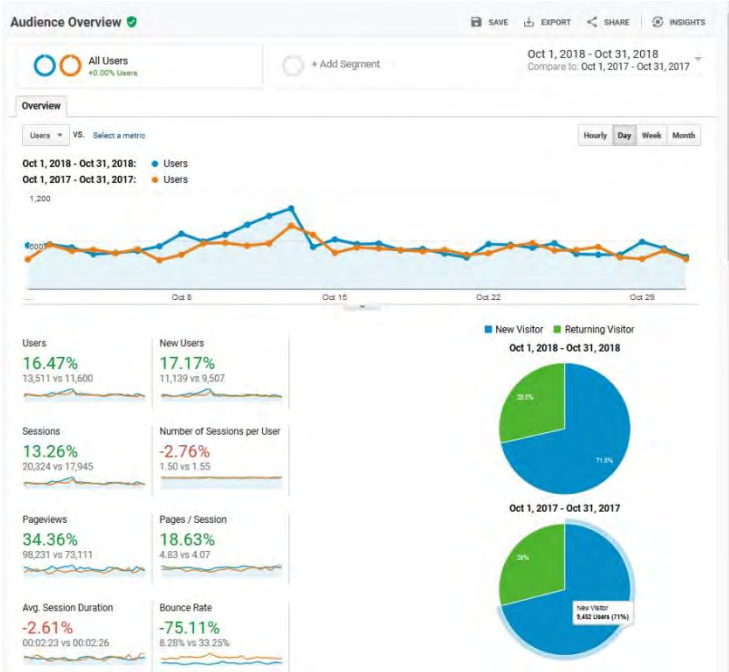 Audience Overview
SAVE EXPORT SHARE INSIGHTS
All Users
+0.00% Users
+ Add Segment
Oct 1, 2018 - Oct 31, 2018
Compare to: Oct 1, 2017 - Oct 31, 2017
Overview
Users VS. Select a metric
Hourly Day Week Month
Oct 1, 2018 - Oct 31, 2018: Users
Oct 1, 2017 - Oct 31, 2017: Users
1,200
600
... Oct 8 Oct 15 Oct 22 Oct 29
New Visitor Returning Visitor
Oct 1, 2018 - Oct 31, 2018
71.5%
Oct 1, 2017 - Oct 31, 2017
29%
New Visitor
9,452 Users (71%)
Users
16.47%
13,511 vs 11,600
New Users
17.17%
11,139 vs 9,507
Sessions
13.26%
20,324 vs 17,945
Number of Sessions per User
-2.76%
1.50 vs 1.55
Pageviews
34.36%
98,231 vs 73,111
Pages / Session
18.63%
4.83 vs 4.07
Avg. Session Duration
-2.61%
00:02:23 vs 00:02:26
Bounce Rate
-75.11%
8.28% vs 33.25%